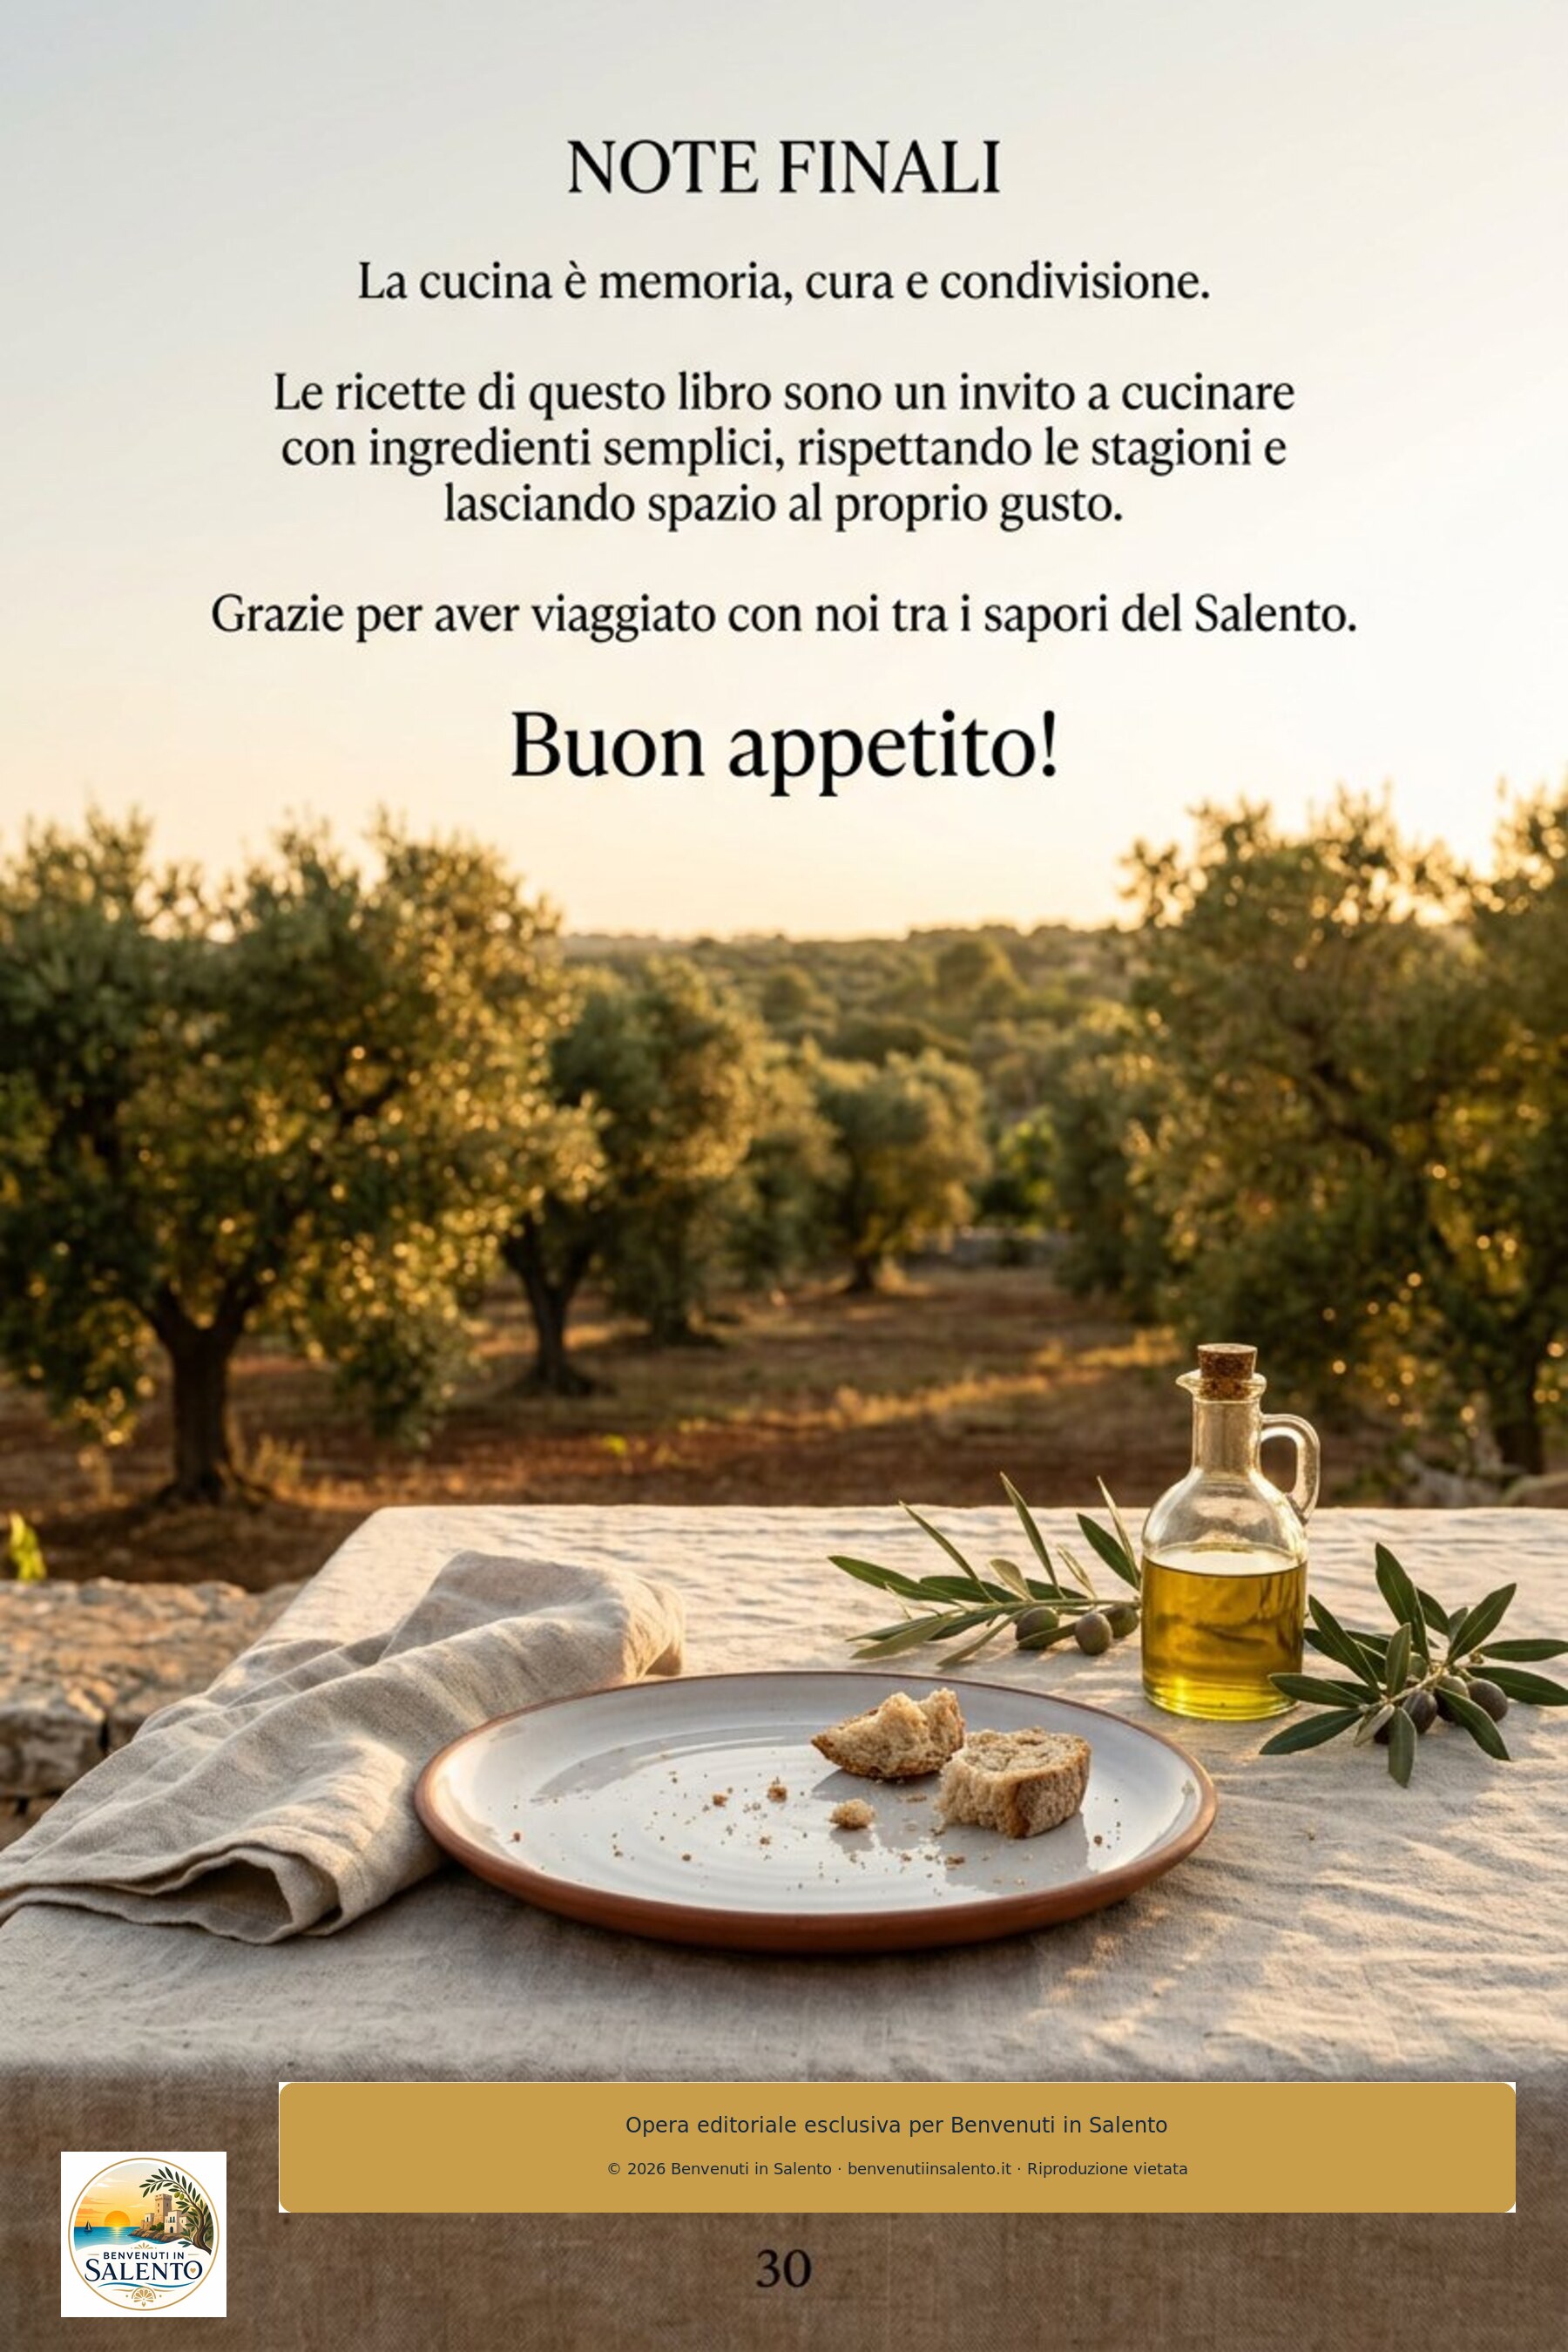 NOTE FINALI
La cucina è memoria, cura e condivisione.
Le ricette di questo libro sono un invito a cucinare
con ingredienti semplici, rispettando le stagioni e
lasciando spazio al proprio gusto.
Grazie per aver viaggiato con noi tra i sapori del Salento.
Buon appetito!
Opera editoriale esclusiva per Benvenuti in Salento
© 2026 Benvenuti in Salento · benvenutiinsalento.it · Riproduzione vietata
BENVENUTI IN
SALENTO
30